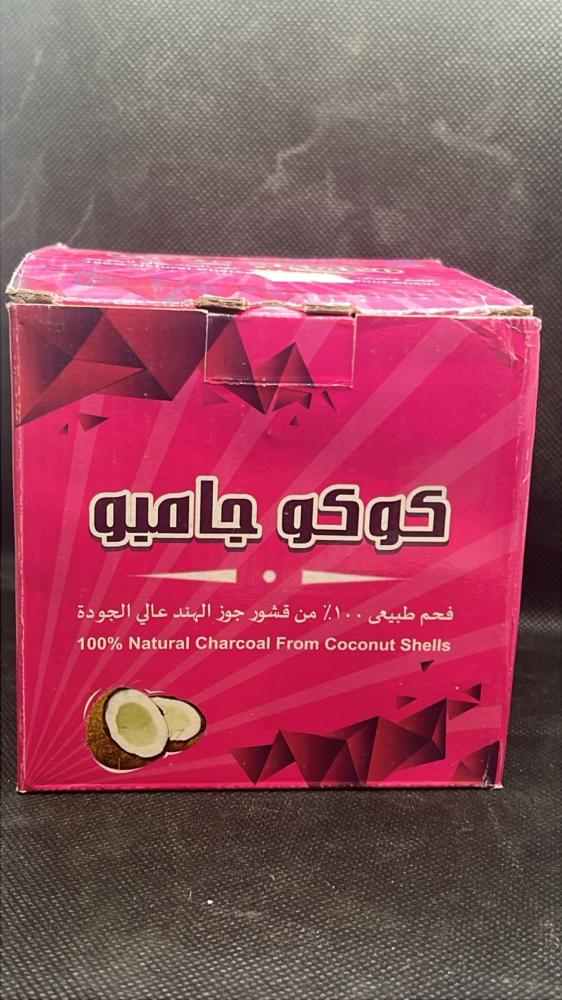 كوكو جامبو
فحم طبيعى ١٠٠٪ من قشور جوز الهند عالي الجودة
100% Natural Charcoal From Coconut Shells